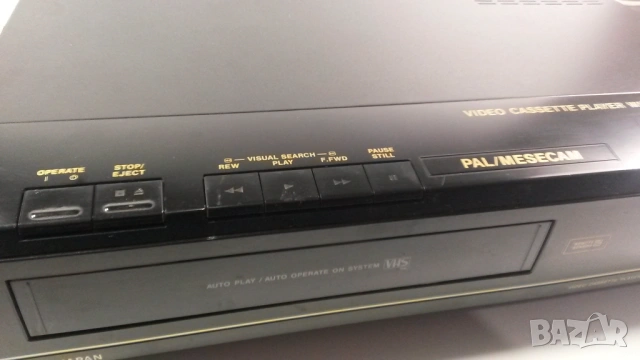 VIDEO CASSETTE PLAYER
OPERATE
STOP/
EJECT
VISUAL SEARCH
REW PLAY F.FWD
PAUSE
STILL
PAL/MESECAM
AUTO PLAY / AUTO OPERATE ON SYSTEM VHS
BAZAR.bg